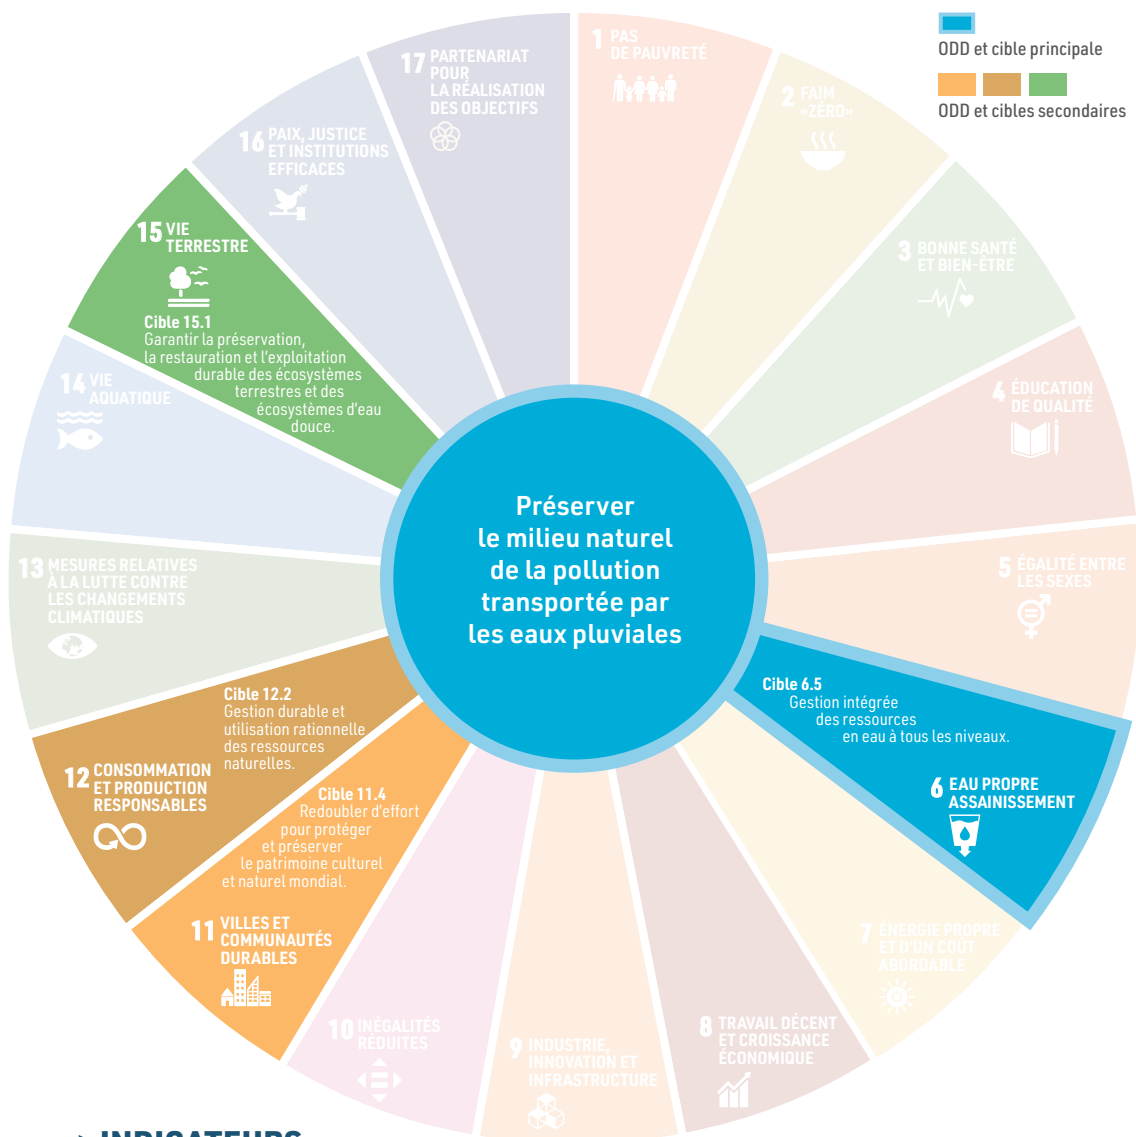 ODD et cible principale
ODD et cibles secondaires
1 PAS
DE PAUVRETÉ
2 FAIM
«ZÉRO»
3 BONNE SANTÉ
ET BIEN-ÊTRE
4 ÉDUCATION
DE QUALITÉ
5 ÉGALITÉ ENTRE
LES SEXES
Cible 6.5
Gestion intégrée
des ressources
en eau à tous les niveaux.
6 EAU PROPRE
ASSAINISSEMENT
7 ÉNERGIE PROPRE
ET D'UN COÛT
ABORDABLE
8 TRAVAIL DÉCENT
ET CROISSANCE
ÉCONOMIQUE
9 INDUSTRIE,
INNOVATION ET
INFRASTRUCTURE
10 INÉGALITÉS
RÉDUITES
Cible 11.4
Redoubler d'effort
pour protéger
et préserver
le patrimoine culturel
et naturel mondial.
11 VILLES ET
COMMUNAUTÉS
DURABLES
Cible 12.2
Gestion durable et
utilisation rationnelle
des ressources
naturelles.
12 CONSOMMATION
ET PRODUCTION
RESPONSABLES
13 MESURES RELATIVES
À LA LUTTE CONTRE
LES CHANGEMENTS
CLIMATIQUES
14 VIE
AQUATIQUE
15 VIE
TERRESTRE
Cible 15.1
Garantir la préservation,
la restauration et l'exploitation
durable des écosystèmes
terrestres et des
écosystèmes d'eau
douce.
16 PAIX, JUSTICE
ET INSTITUTIONS
EFFICACES
17 PARTENARIAT
POUR
LA RÉALISATION
DES OBJECTIFS
Préserver
le milieu naturel
de la pollution
transportée par
les eaux pluviales
INDICATEURS